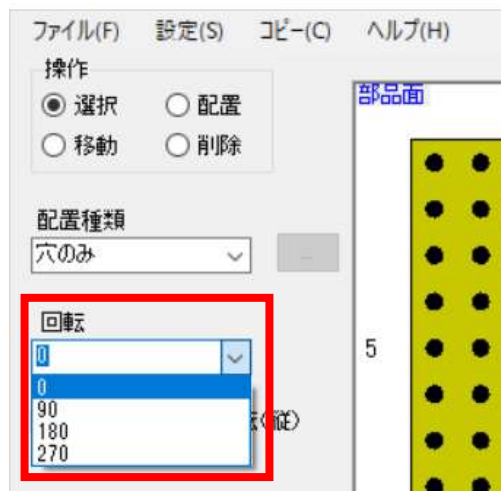 ファイル(F) 設定(S) コピー(C) ヘルプ(H)
操作
選択 配置
移動 削除
部品面
配置種類
穴のみ
...
回転
0
0
90
180
270
(縦)
5